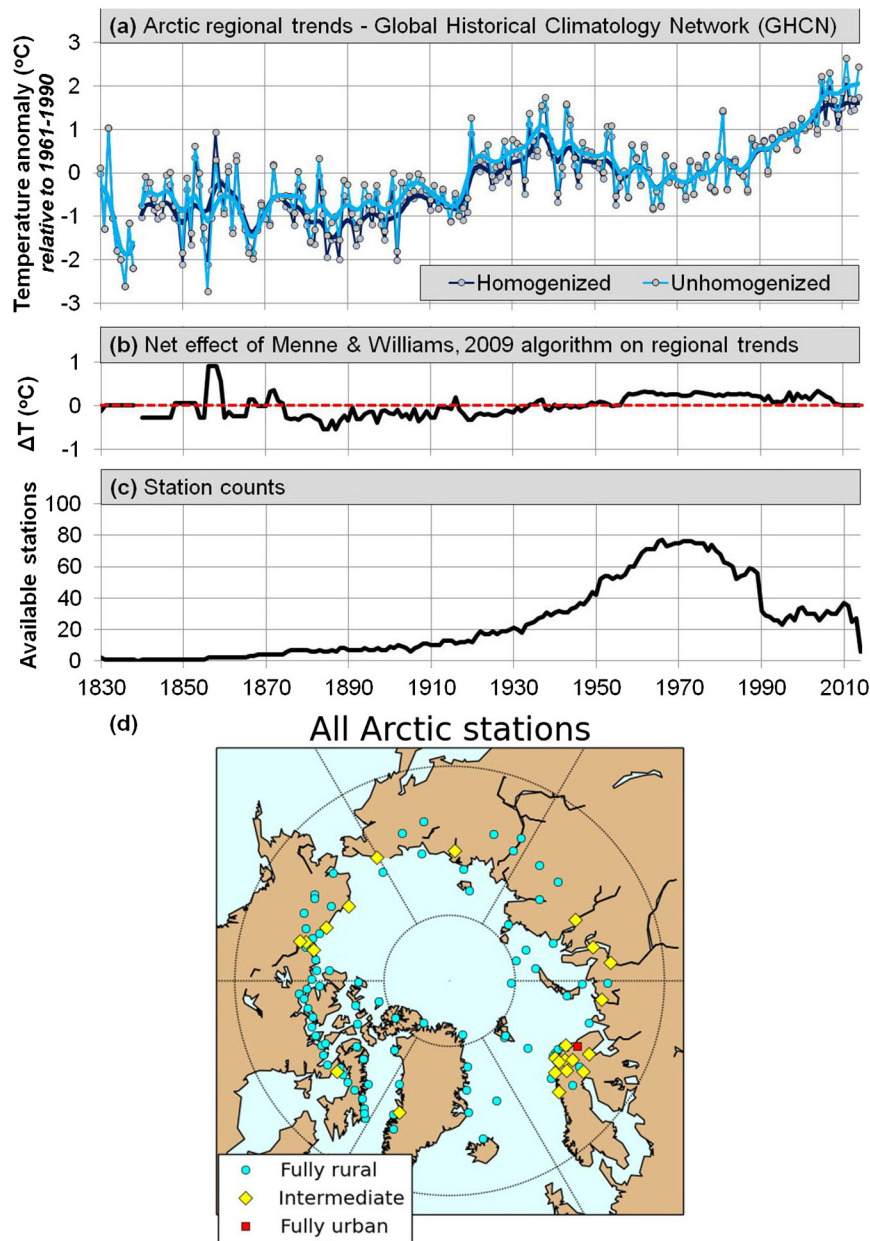 (a) Arctic regional trends - Global Historical Climatology Network (GHCN)
Temperature anomaly (ºC)
relative to 1961-1990
3
2
1
0
-1
-2
-3
Homogenized
Unhomogenized
(b) Net effect of Menne & Williams, 2009 algorithm on regional trends
ΔT (ºC)
1
0
-1
(c) Station counts
Available stations
100
80
60
40
20
0
1830 1850 1870 1890 1910 1930 1950 1970 1990 2010
(d)
All Arctic stations
Fully rural
Intermediate
Fully urban